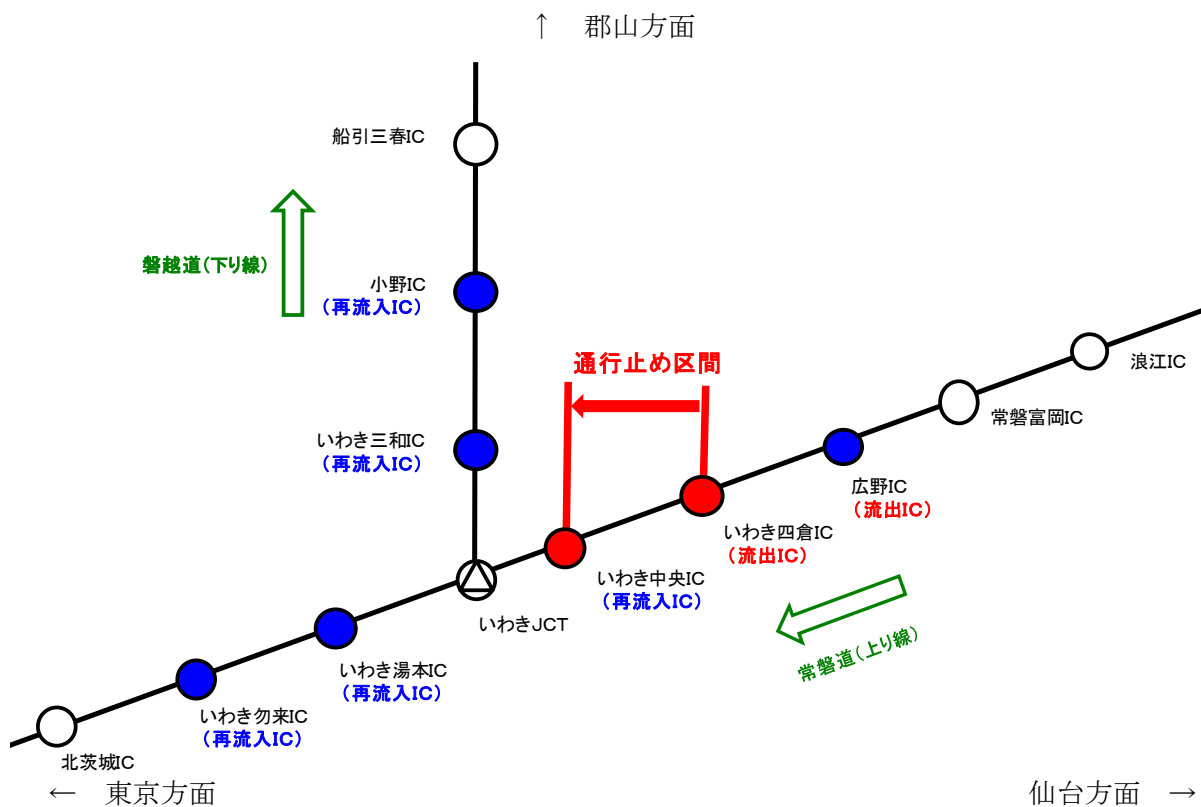 ↑ 郡山方面
船引三春IC
磐越道(下り線)
小野IC
(再流入IC)
通行止め区間
浪江IC
常磐富岡IC
いわき三和IC
(再流入IC)
広野IC
(流出IC)
いわき四倉IC
(流出IC)
いわき中央IC
(再流入IC)
いわきJCT
常磐道(上り線)
いわき湯本IC
(再流入IC)
いわき勿来IC
(再流入IC)
北茨城IC
← 東京方面
仙台方面 →